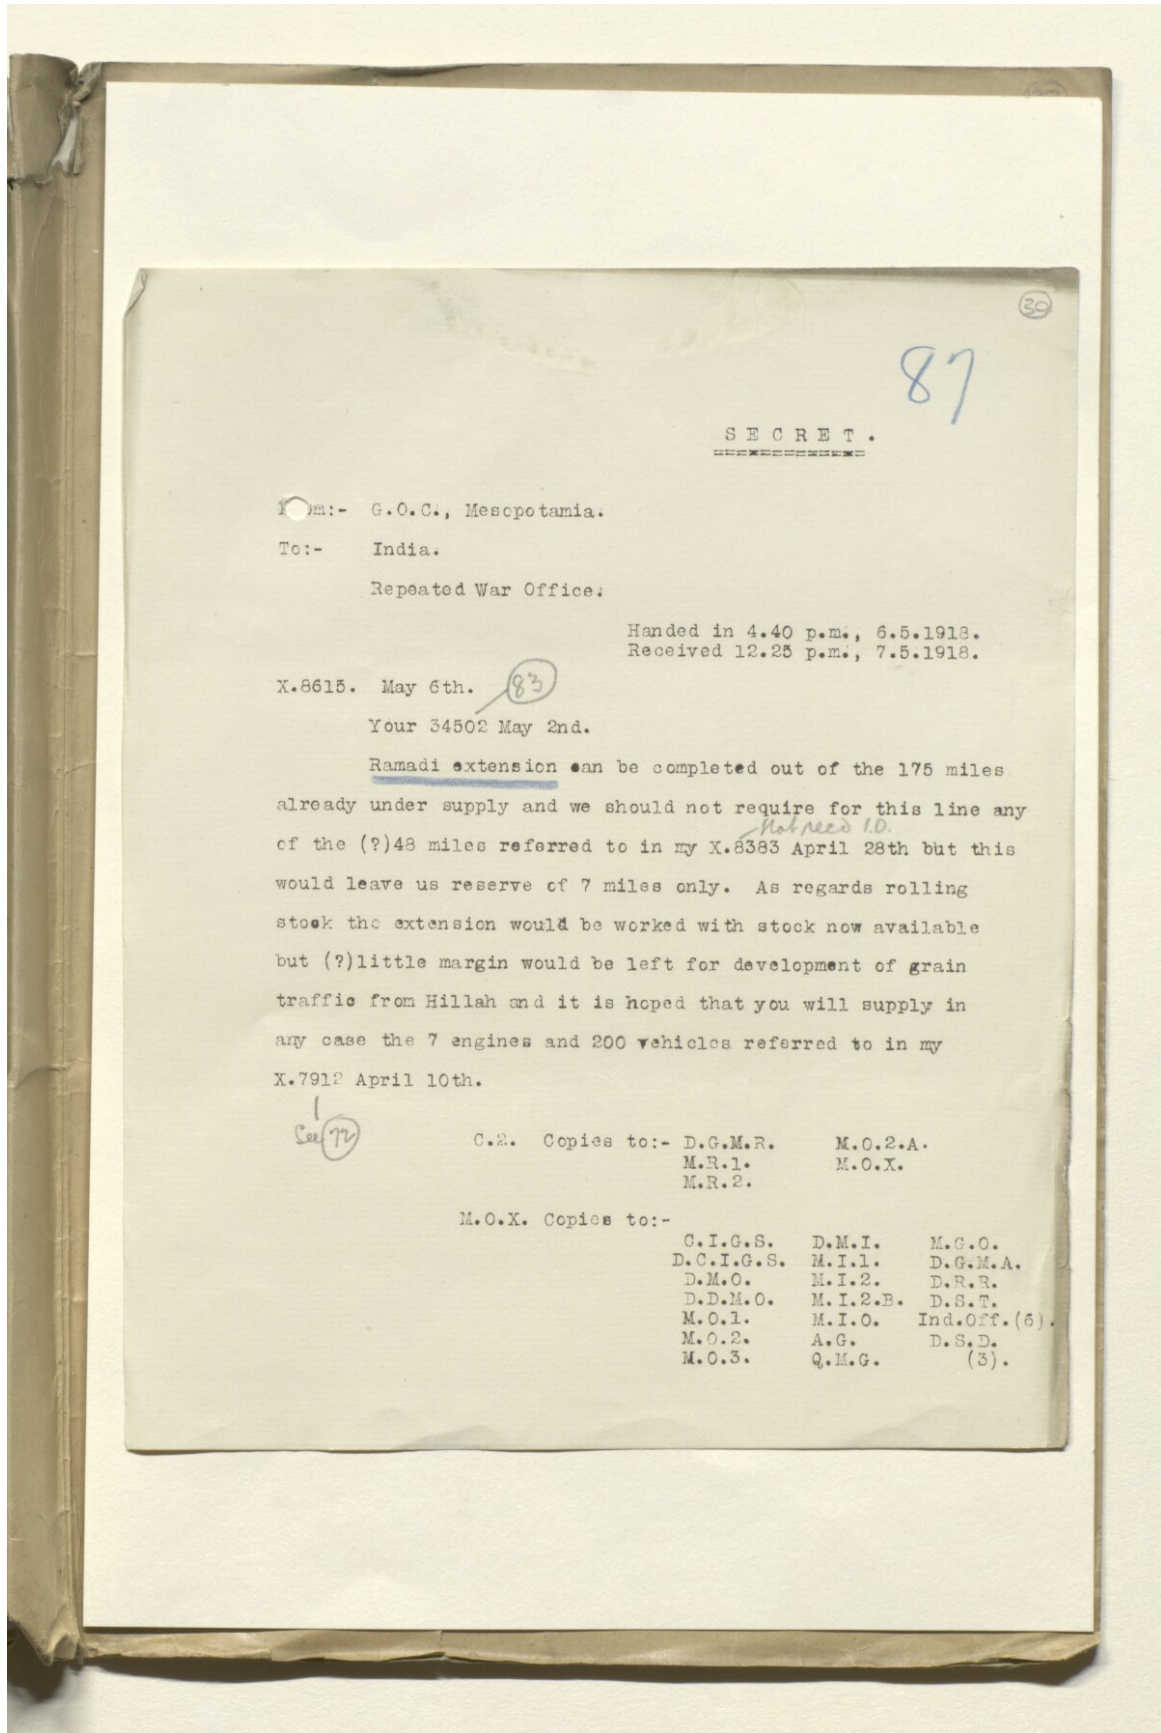 30
87
SECRET.
From:- G.O.C., Mesopotamia.
To:- India.
Repeated War Office.
Handed in 4.40 p.m., 6.5.1918.
Received 12.25 p.m., 7.5.1918.
X.8615. May 6th. 83
Your 34502 May 2nd.
Ramadi extension can be completed out of the 175 miles
already under supply and we should not require for this line any
Not recd I.O.
of the (?)48 miles referred to in my X.8383 April 28th but this
would leave us reserve of 7 miles only. As regards rolling
stock the extension would be worked with stock now available
but (?)little margin would be left for development of grain
traffic from Hillah and it is hoped that you will supply in
any case the 7 engines and 200 vehicles referred to in my
X.7912 April 10th.
See 72
C.2. Copies to:- D.G.M.R. M.O.2.A.
M.R.1. M.O.X.
M.R.2.
M.O.X. Copies to:-
C.I.G.S. D.M.I. M.G.O.
D.C.I.G.S. M.I.1. D.G.M.A.
D.M.O. M.I.2. D.R.R.
D.D.M.O. M.I.2.B. D.S.T.
M.O.1. M.I.O. Ind.Off.(6).
M.O.2. A.G. D.S.D.
M.O.3. Q.M.G. (3).